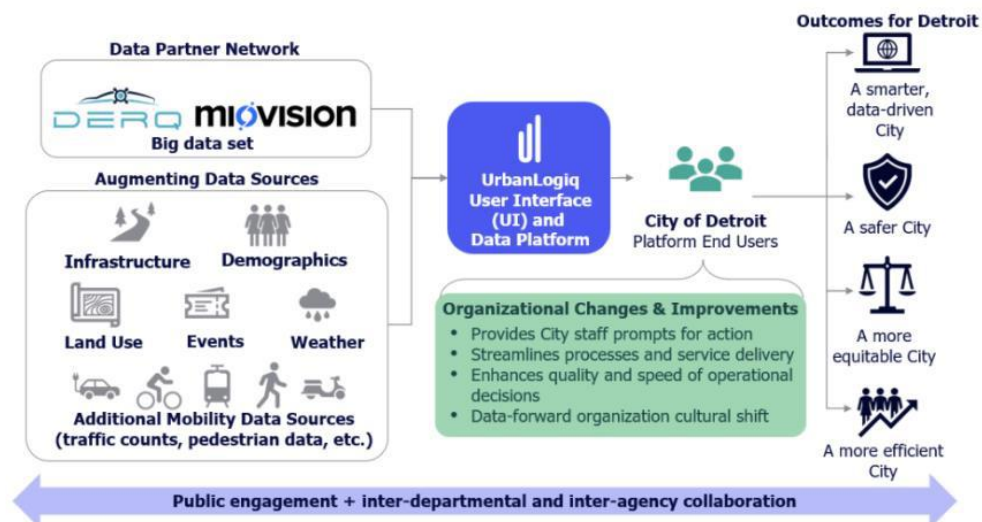 Data Partner Network
DERQ
miovision
Big data set
Augmenting Data Sources
Infrastructure
Demographics
Land Use
Events
Weather
Additional Mobility Data Sources
(traffic counts, pedestrian data, etc.)
UrbanLogiq
User Interface
(UI) and
Data Platform
City of Detroit
Platform End Users
Organizational Changes & Improvements
• Provides City staff prompts for action
• Streamlines processes and service delivery
• Enhances quality and speed of operational
decisions
• Data-forward organization cultural shift
Outcomes for Detroit
A smarter,
data-driven
City
A safer City
A more
equitable City
A more efficient
City
Public engagement + inter-departmental and inter-agency collaboration